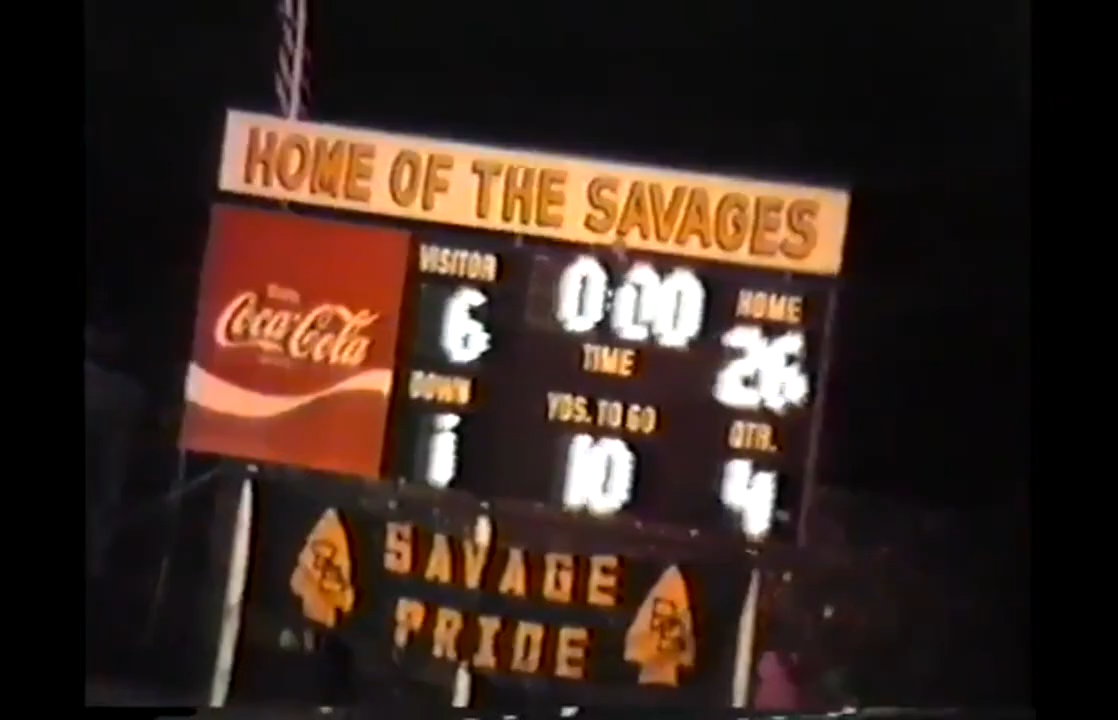 HOME OF THE SAVAGES
Coca-Cola
VISITOR
6
0:00
TIME
HOME
26
DOWN
1
YDS. TO GO
10
QTR.
4
SAVAGE
PRIDE